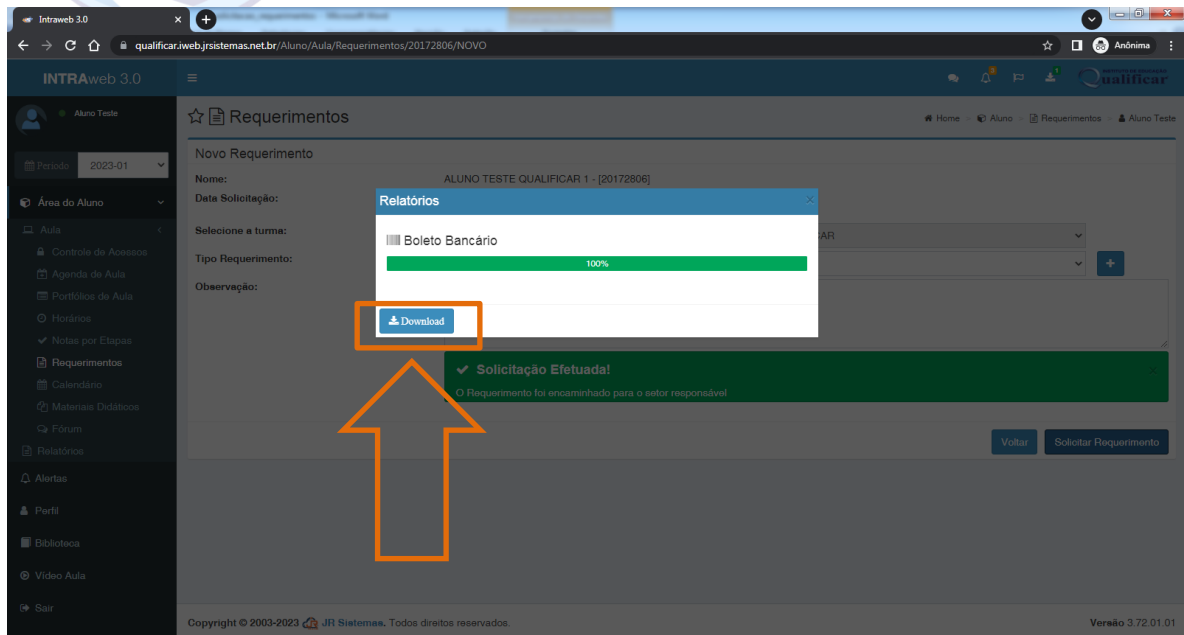 Intraweb 3.0
qualificar.iweb.jrsistemas.net.br/Aluno/Aula/Requerimentos/20172806/NOVO
Anônima
INTRAweb 3.0
Qualificar
Aluno Teste
Requerimentos
Home - Aluno - Requerimentos - Aluno Teste
Periodo 2023-01
Novo Requerimento
Nome: ALUNO TESTE QUALIFICAR 1 - [20172806]
Data Solicitação:
Relatórios
Área do Aluno
Aula
Selecione a turma:
Boleto Bancário
Controle de Acessos
Tipo Requerimento:
100%
Agenda de Aula
Observação:
Portfólios de Aula
Horários
Download
Notas por Etapas
Requerimentos
Solicitação Efetuada!
Calendário
O Requerimento foi encaminhado para o setor responsável
Materiais Didáticos
Fórum
Voltar Solicitar Requerimento
Relatórios
Alertas
Perfil
Biblioteca
Vídeo Aula
Sair
Copyright © 2003-2023 JR Sistemas. Todos direitos reservados.
Versão 3.72.01.01